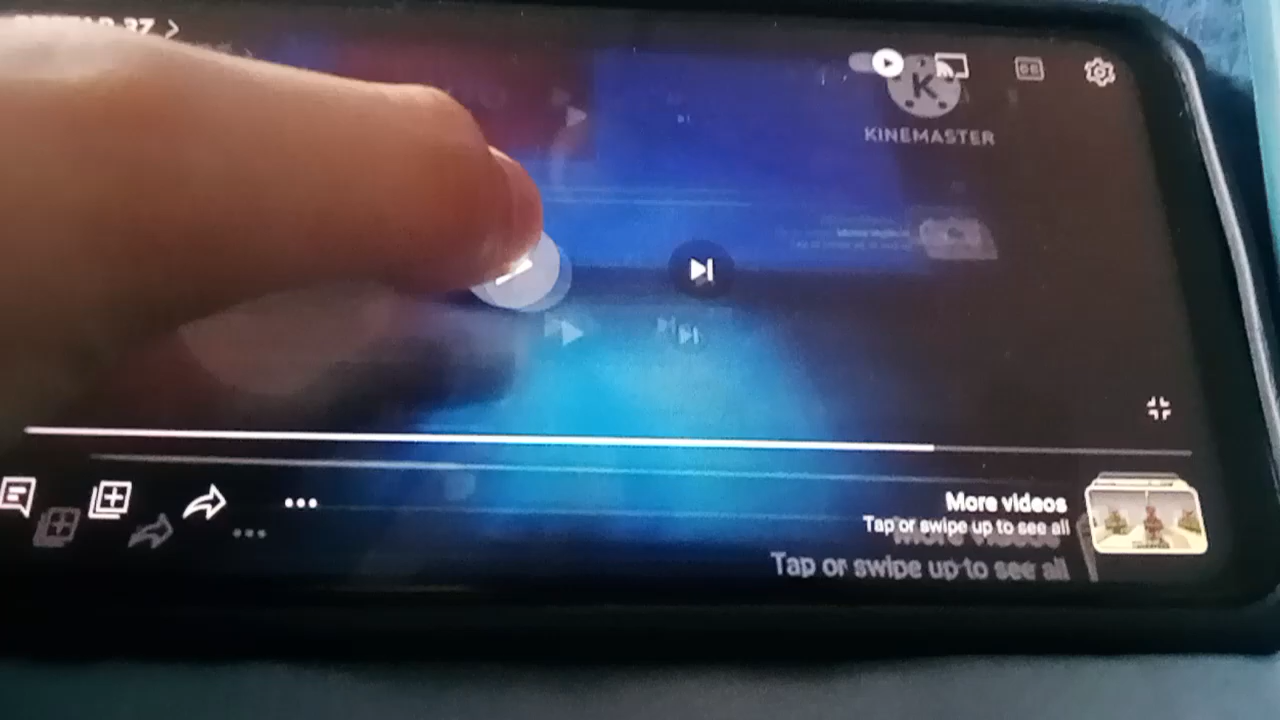 K
KINEMASTER
More videos
Tap or swipe up to see all
Tap or swipe up to see all